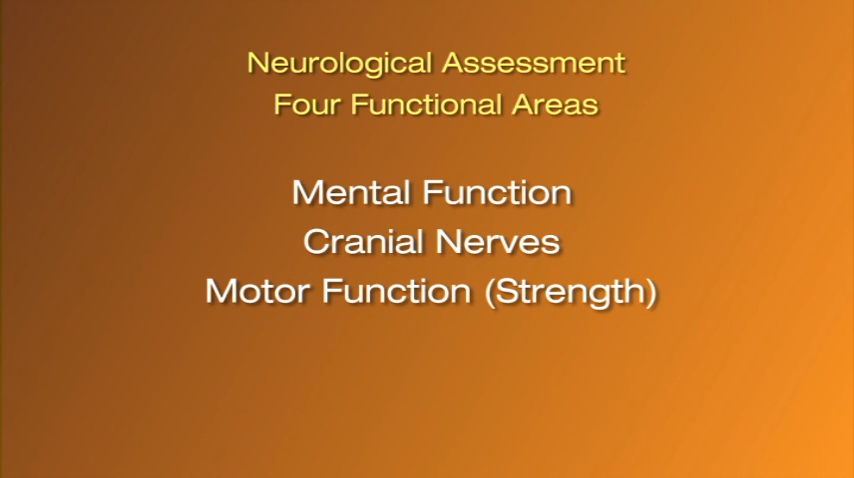 Neurological Assessment
Four Functional Areas
Mental Function
Cranial Nerves
Motor Function (Strength)